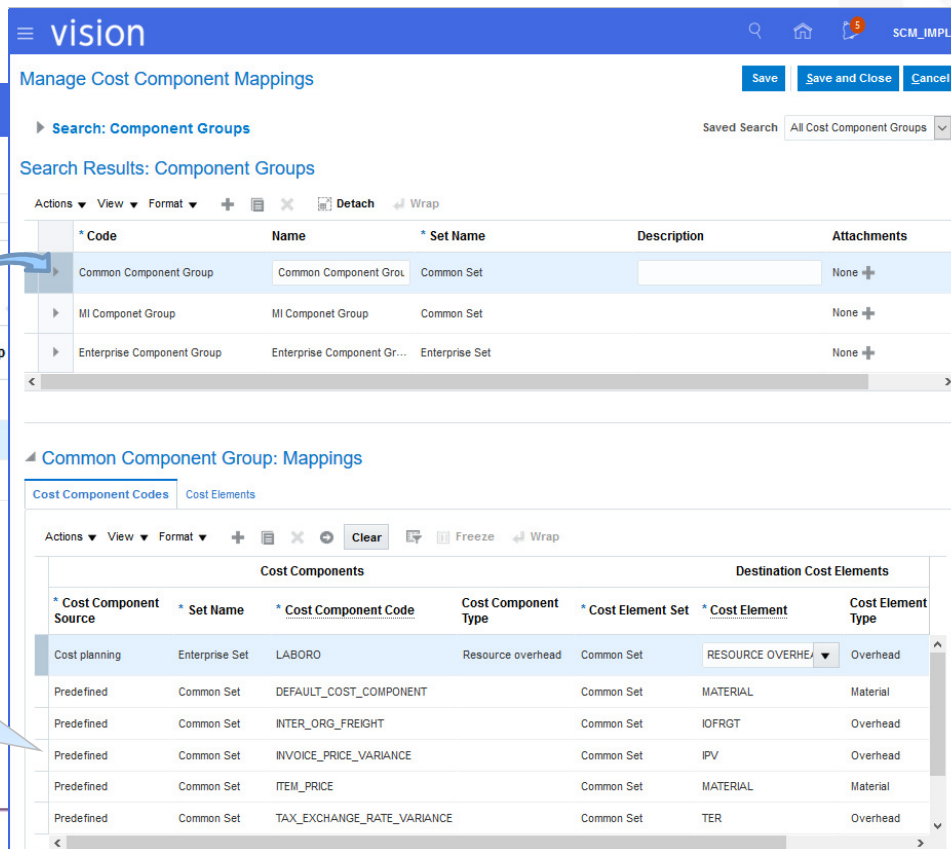 vision
5
SCM_IMPL
Manage Cost Component Mappings
Save
Save and Close
Cancel
Search: Component Groups
Saved Search All Cost Component Groups
Search Results: Component Groups
Actions View Format Detach Wrap
* Code Name * Set Name Description Attachments
Common Component Group Common Component Grou Common Set None
MI Componet Group MI Componet Group Common Set None
Enterprise Component Group Enterprise Component Gr... Enterprise Set None
Common Component Group: Mappings
Cost Component Codes Cost Elements
Actions View Format Clear Freeze Wrap
Cost Components Destination Cost Elements
* Cost Component Source * Set Name * Cost Component Code Cost Component Type * Cost Element Set * Cost Element Cost Element Type
Cost planning Enterprise Set LABORO Resource overhead Common Set RESOURCE OVERHEA Overhead
Predefined Common Set DEFAULT_COST_COMPONENT Common Set MATERIAL Material
Predefined Common Set INTER_ORG_FREIGHT Common Set IOFRGT Overhead
Predefined Common Set INVOICE_PRICE_VARIANCE Common Set IPV Overhead
Predefined Common Set ITEM_PRICE Common Set MATERIAL Material
Predefined Common Set TAX_EXCHANGE_RATE_VARIANCE Common Set TER Overhead